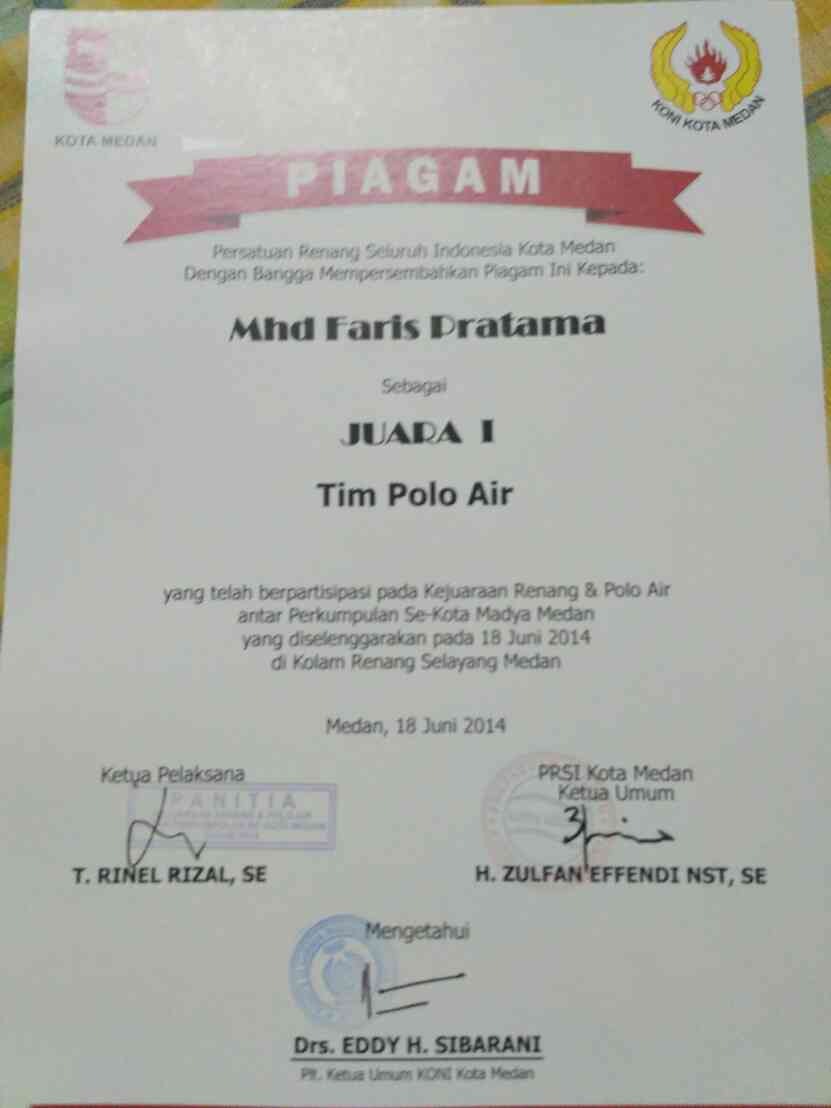 KOTA MEDAN
KONI KOTA MEDAN
PIAGAM
Persatuan Renang Seluruh Indonesia Kota Medan
Dengan Bangga Mempersembahkan Piagam Ini Kepada:
Mhd Faris Pratama
Sebagai
JUARA I
Tim Polo Air
yang telah berpartisipasi pada Kejuaraan Renang & Polo Air
antar Perkumpulan Se-Kota Madya Medan
yang diselenggarakan pada 18 Juni 2014
di Kolam Renang Selayang Medan
Medan, 18 Juni 2014
Ketua Pelaksana
PANITIA
T. RINEL RIZAL, SE
PRSI Kota Medan
Ketua Umum
H. ZULFAN EFFENDI NST, SE
Mengetahui
Drs. EDDY H. SIBARANI
Plt. Ketua Umum KONI Kota Medan